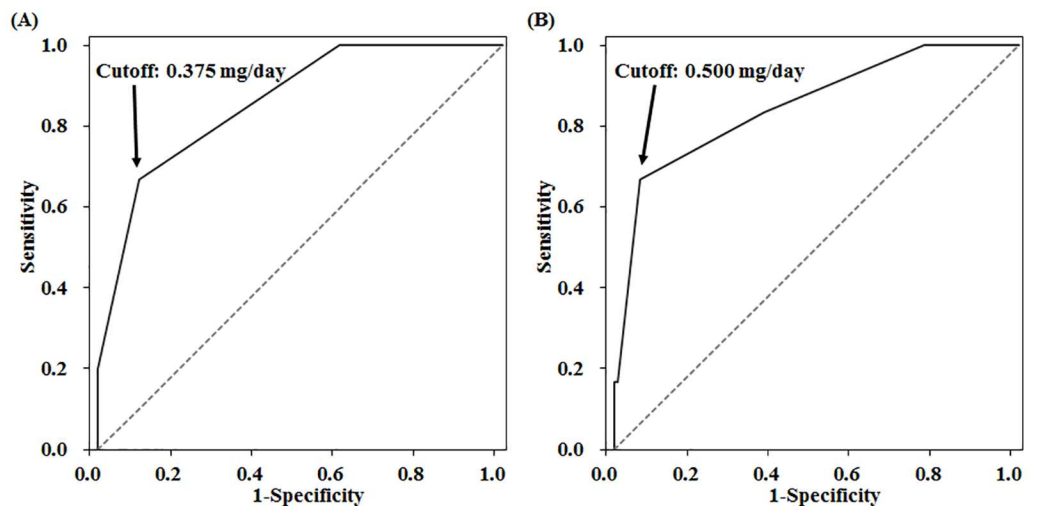 (A)
Cutoff: 0.375 mg/day
Sensitivity
1.0
0.8
0.6
0.4
0.2
0.0
0.0 0.2 0.4 0.6 0.8 1.0
1-Specificity
(B)
Cutoff: 0.500 mg/day
Sensitivity
1.0
0.8
0.6
0.4
0.2
0.0
0.0 0.2 0.4 0.6 0.8 1.0
1-Specificity